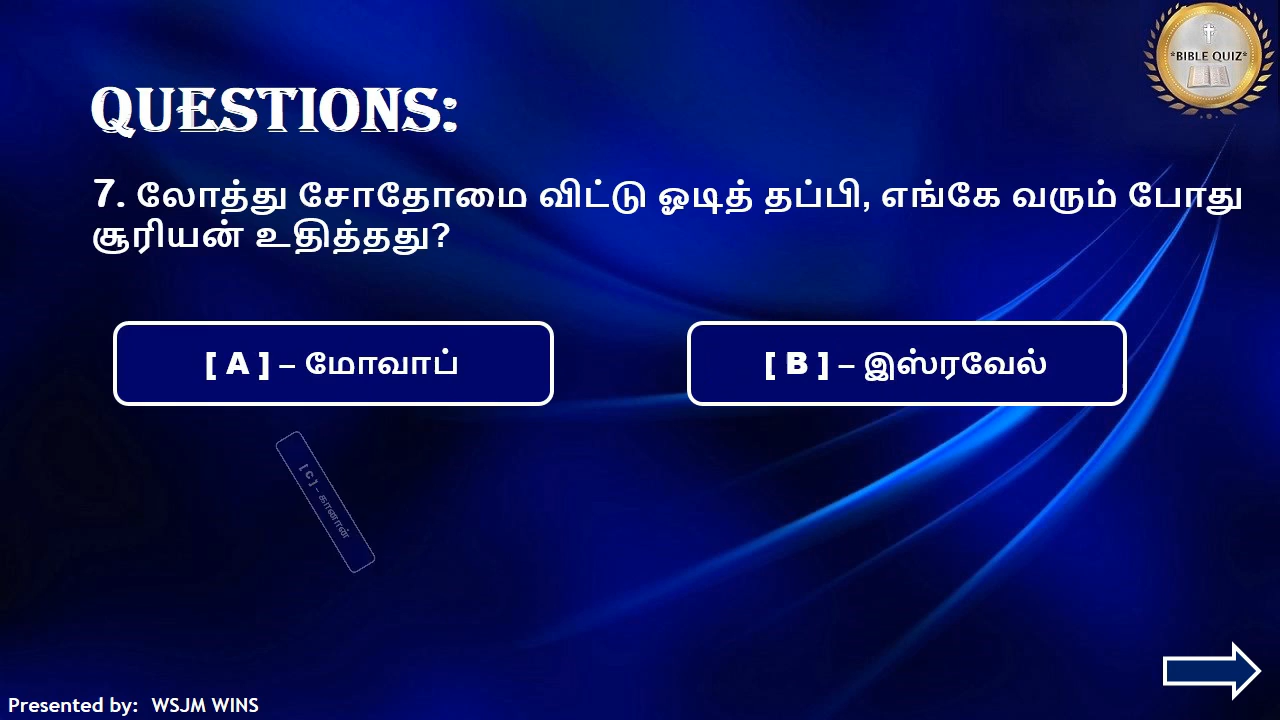 *BIBLE QUIZ*
QUESTIONS:
7. லோத்து சோதோமை விட்டு ஓடித் தப்பி, எங்கே வரும் போது
சூரியன் உதித்தது?
[ A ] – மோவாப்
[ B ] – இஸ்ரவேல்
[ C ] – கானான்
Presented by: WSJM WINS